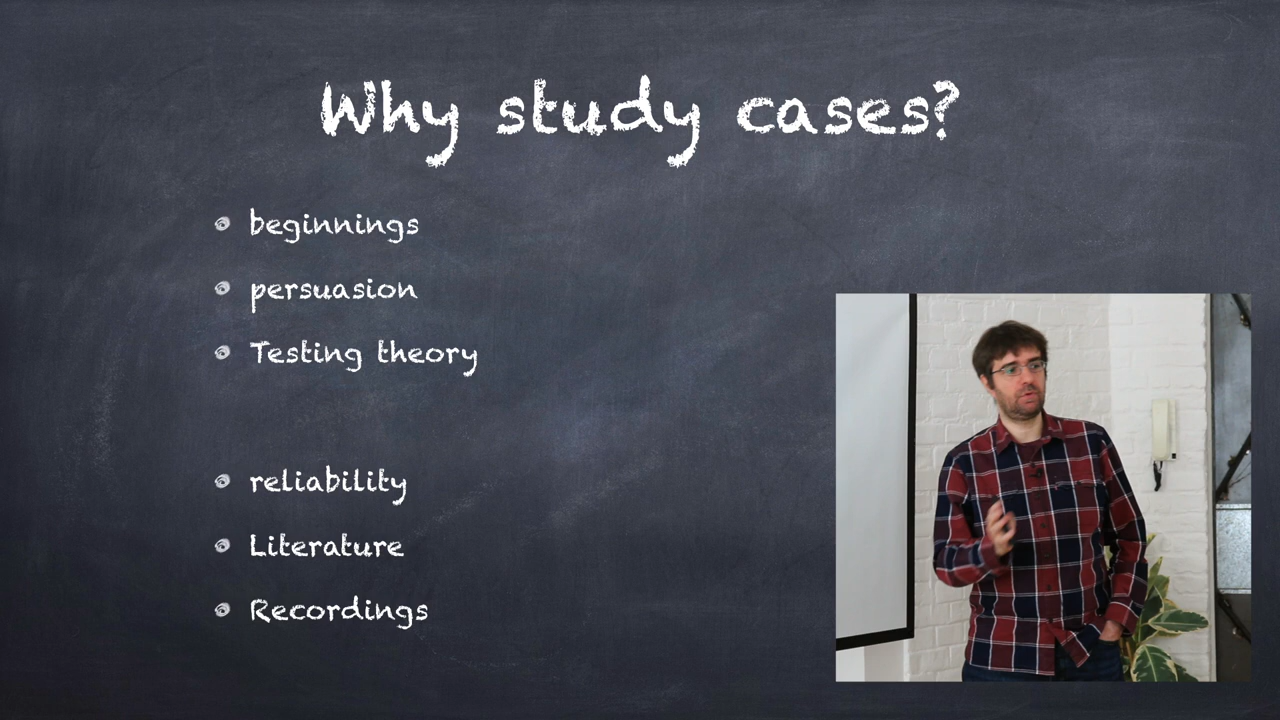 Why study cases?
beginnings
persuasion
Testing theory
reliability
Literature
Recordings